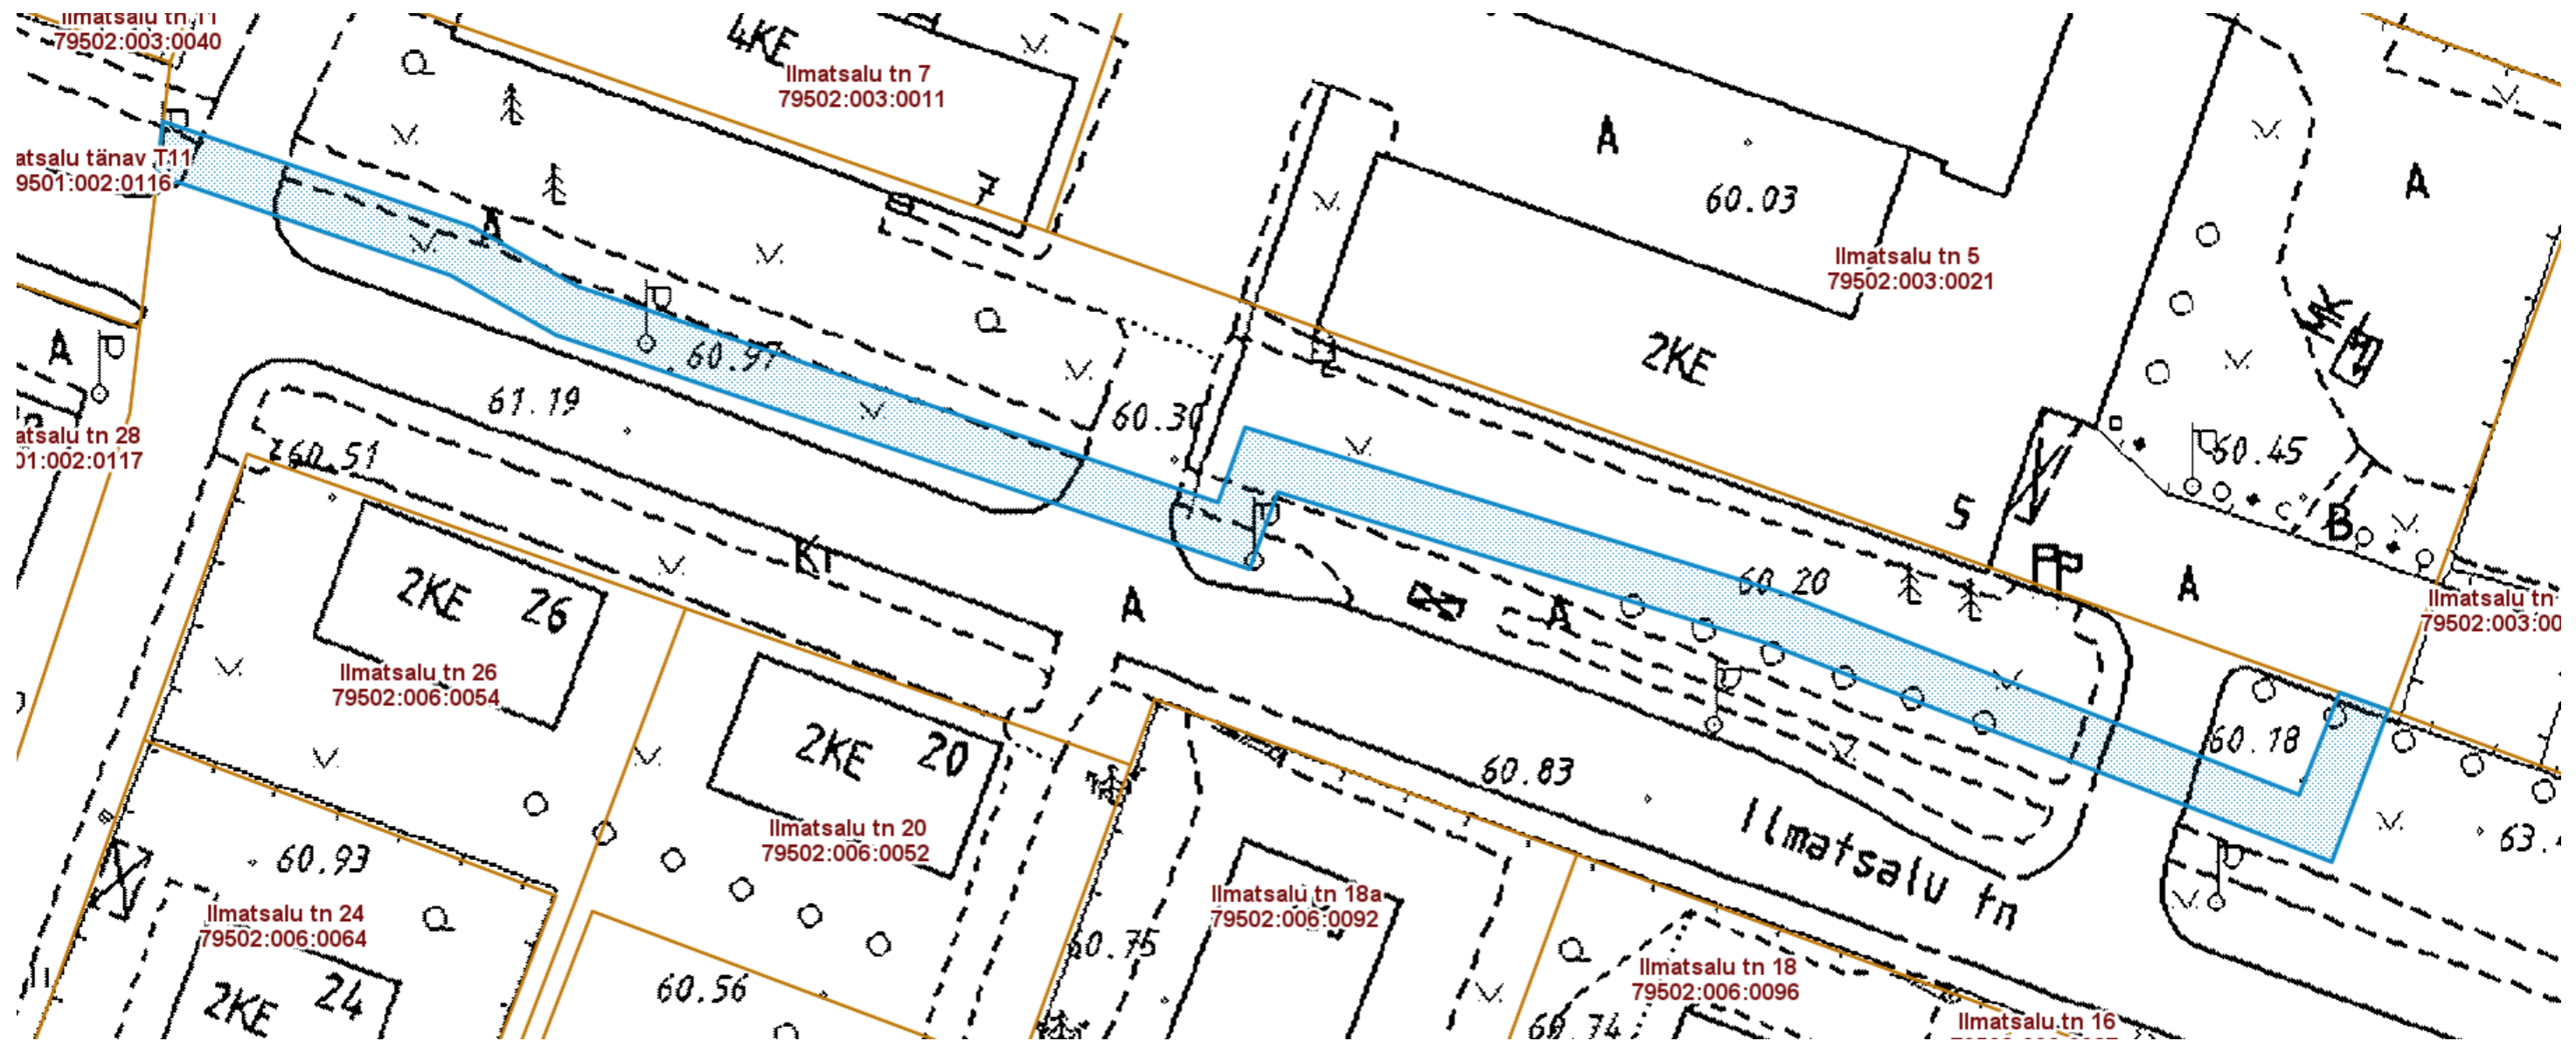 Ilmatsalu tn 11
79502:003:0040
4KE
Ilmatsalu tn 7
79502:003:0011
A
A
60.03
atsalu tänav T11
9501:002:0116
7
A
Ilmatsalu tn 5
79502:003:0021
MK
A
60.97
2KE
61.19
60.30
atsalu tn 28
01:002:0117
60.51
60.45
5
B
K1
60.20
A
2KE 26
A
A
Ilmatsalu tn
79502:003:00
Ilmatsalu tn 26
79502:006:0054
2KE 20
60.18
60.83
Ilmatsalu tn 20
79502:006:0052
Ilmatsalu tn
63.
60.93
Ilmatsalu tn 18a
79502:006:0092
Ilmatsalu tn 24
79502:006:0064
60.75
Ilmatsalu tn 18
79502:006:0096
2KE 24
60.56
60.74
Ilmatsalu tn 16